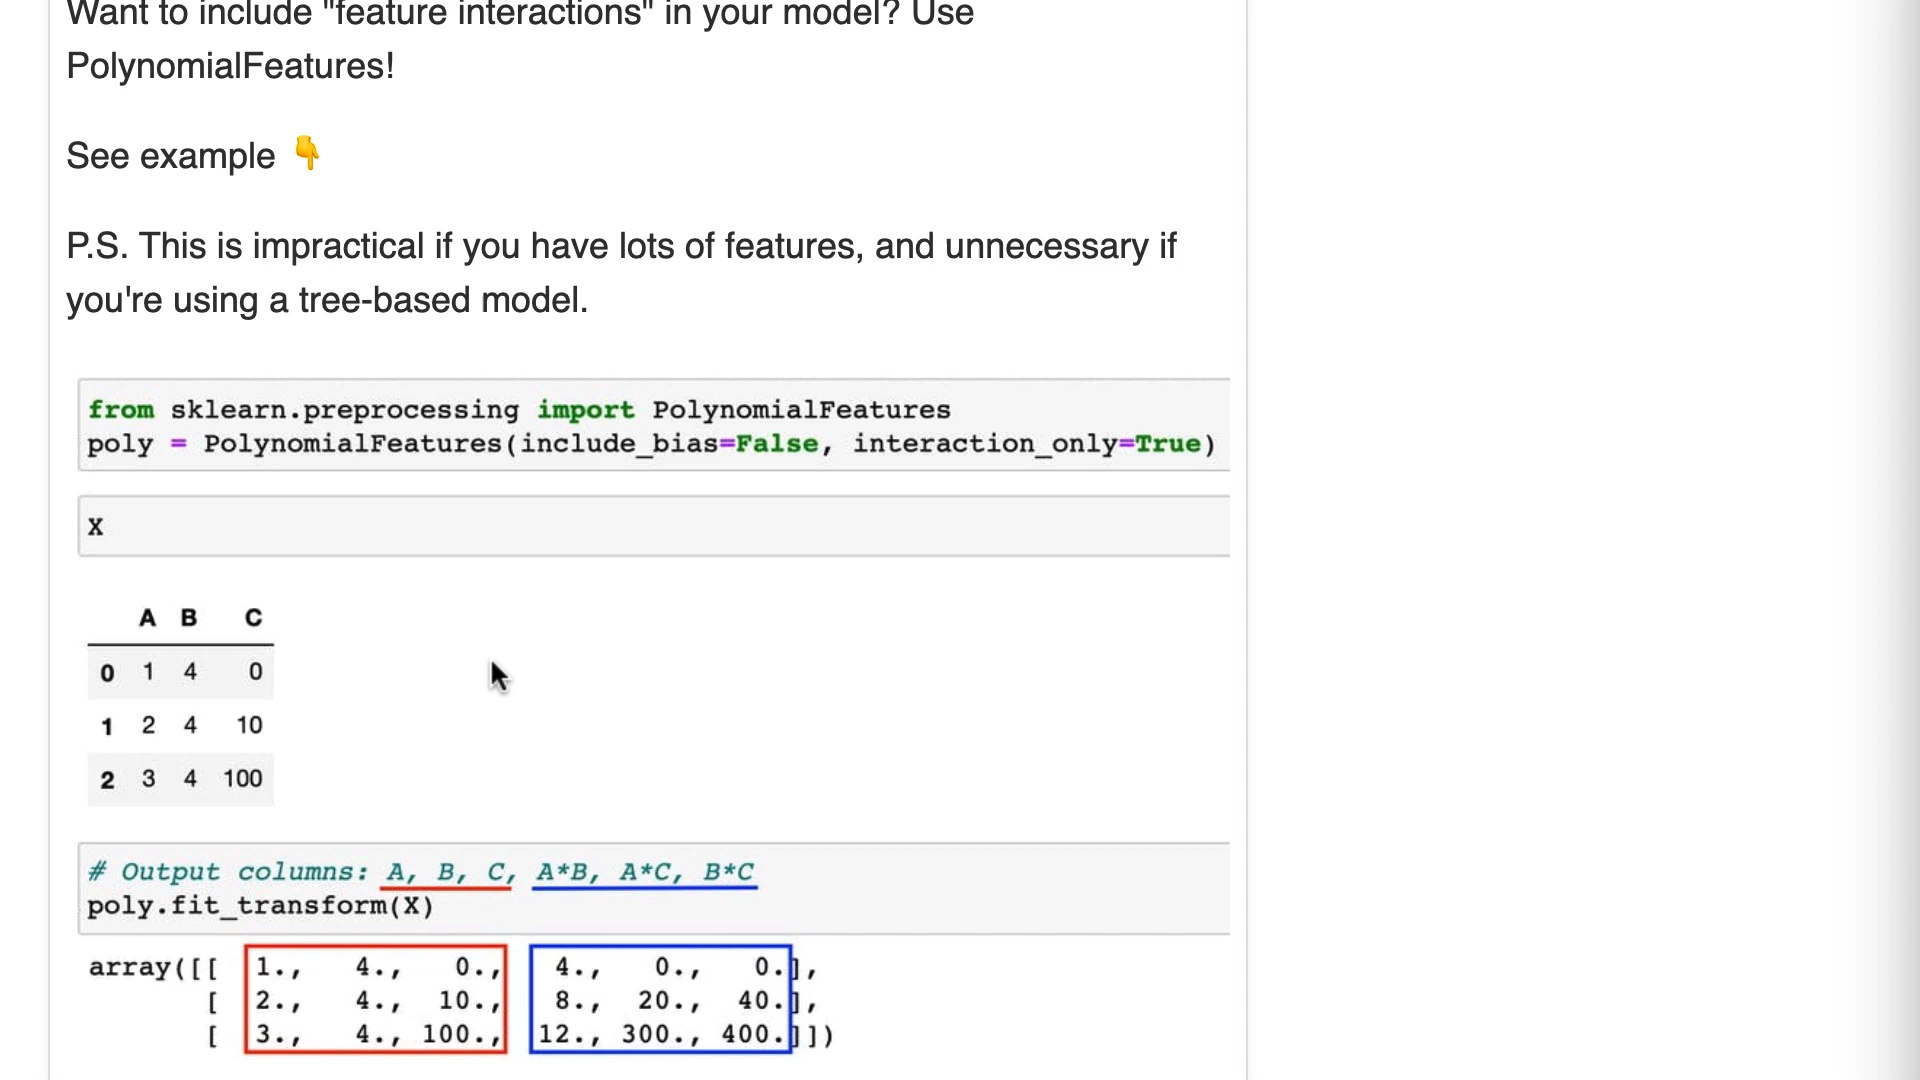 Want to include "feature interactions" in your model? Use
PolynomialFeatures!
See example 👇
P.S. This is impractical if you have lots of features, and unnecessary if
you're using a tree-based model.
from sklearn.preprocessing import PolynomialFeatures
poly = PolynomialFeatures(include_bias=False, interaction_only=True)
X
A B C
0 1 4 0
1 2 4 10
2 3 4 100
# Output columns: A, B, C, A*B, A*C, B*C
poly.fit_transform(X)
array([[ 1., 4., 0., 4., 0., 0.],
[ 2., 4., 10., 8., 20., 40.],
[ 3., 4., 100., 12., 300., 400.]])